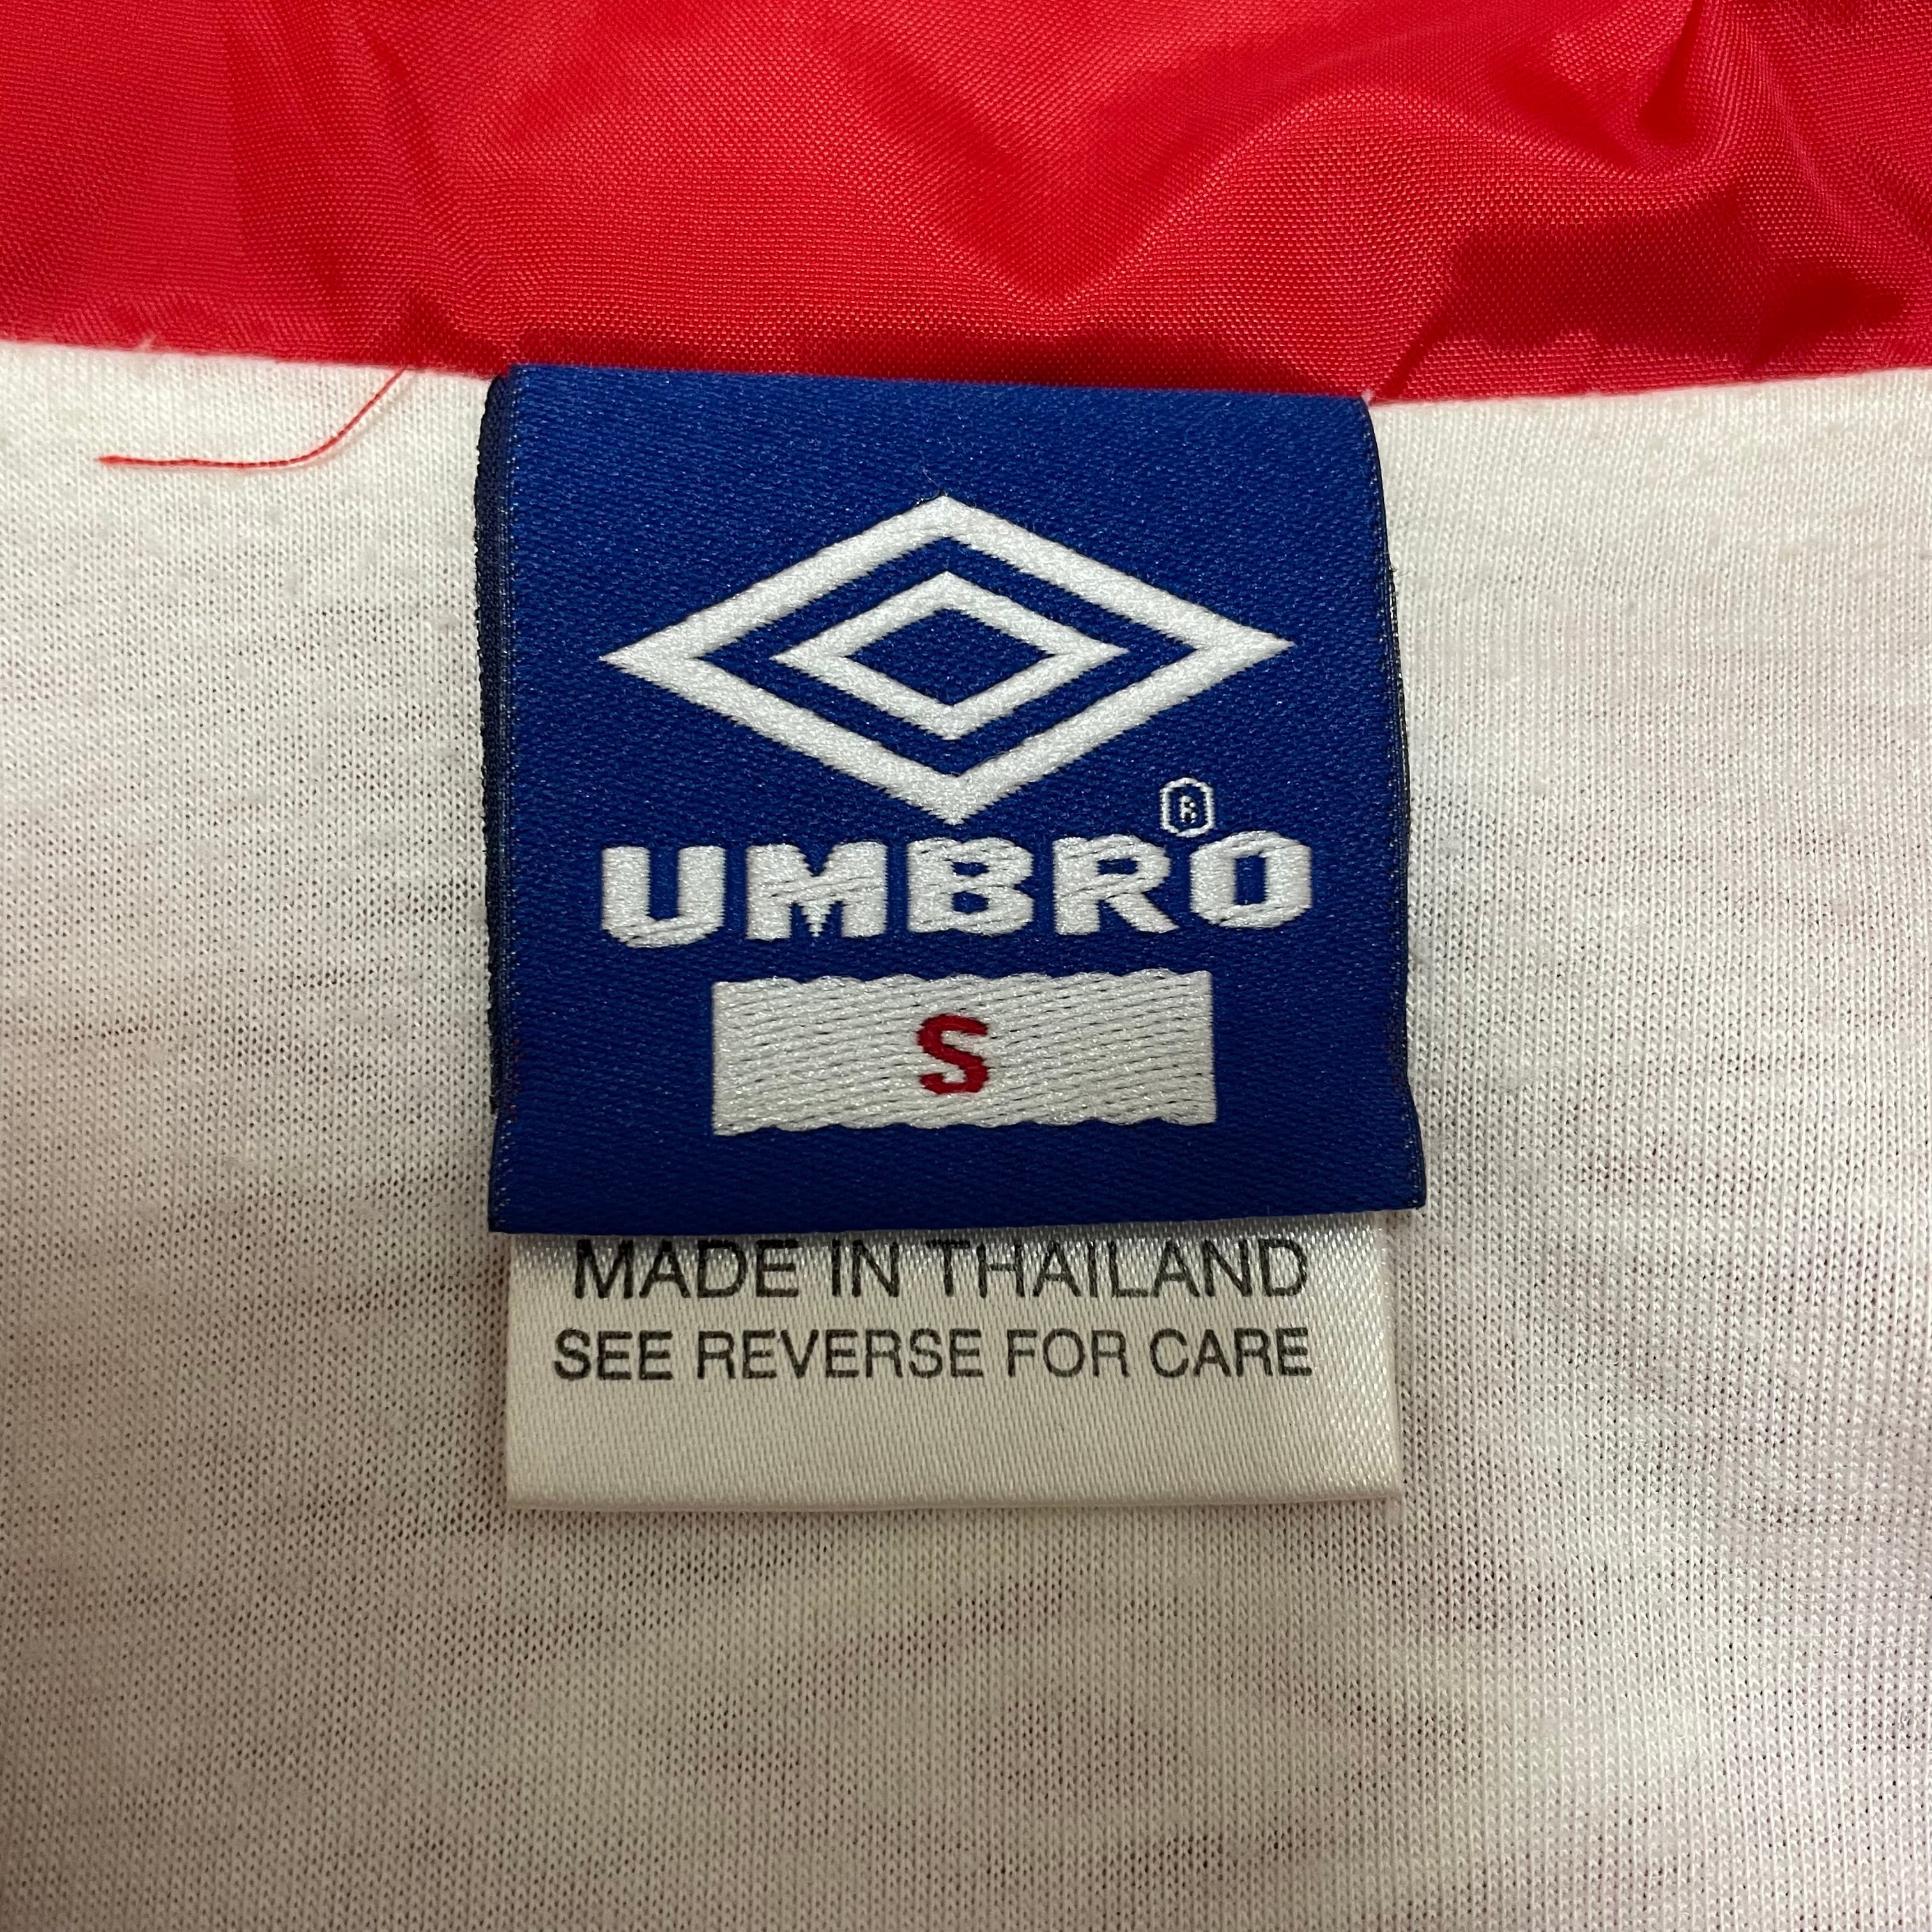 UMBRO®
S
MADE IN THAILAND
SEE REVERSE FOR CARE